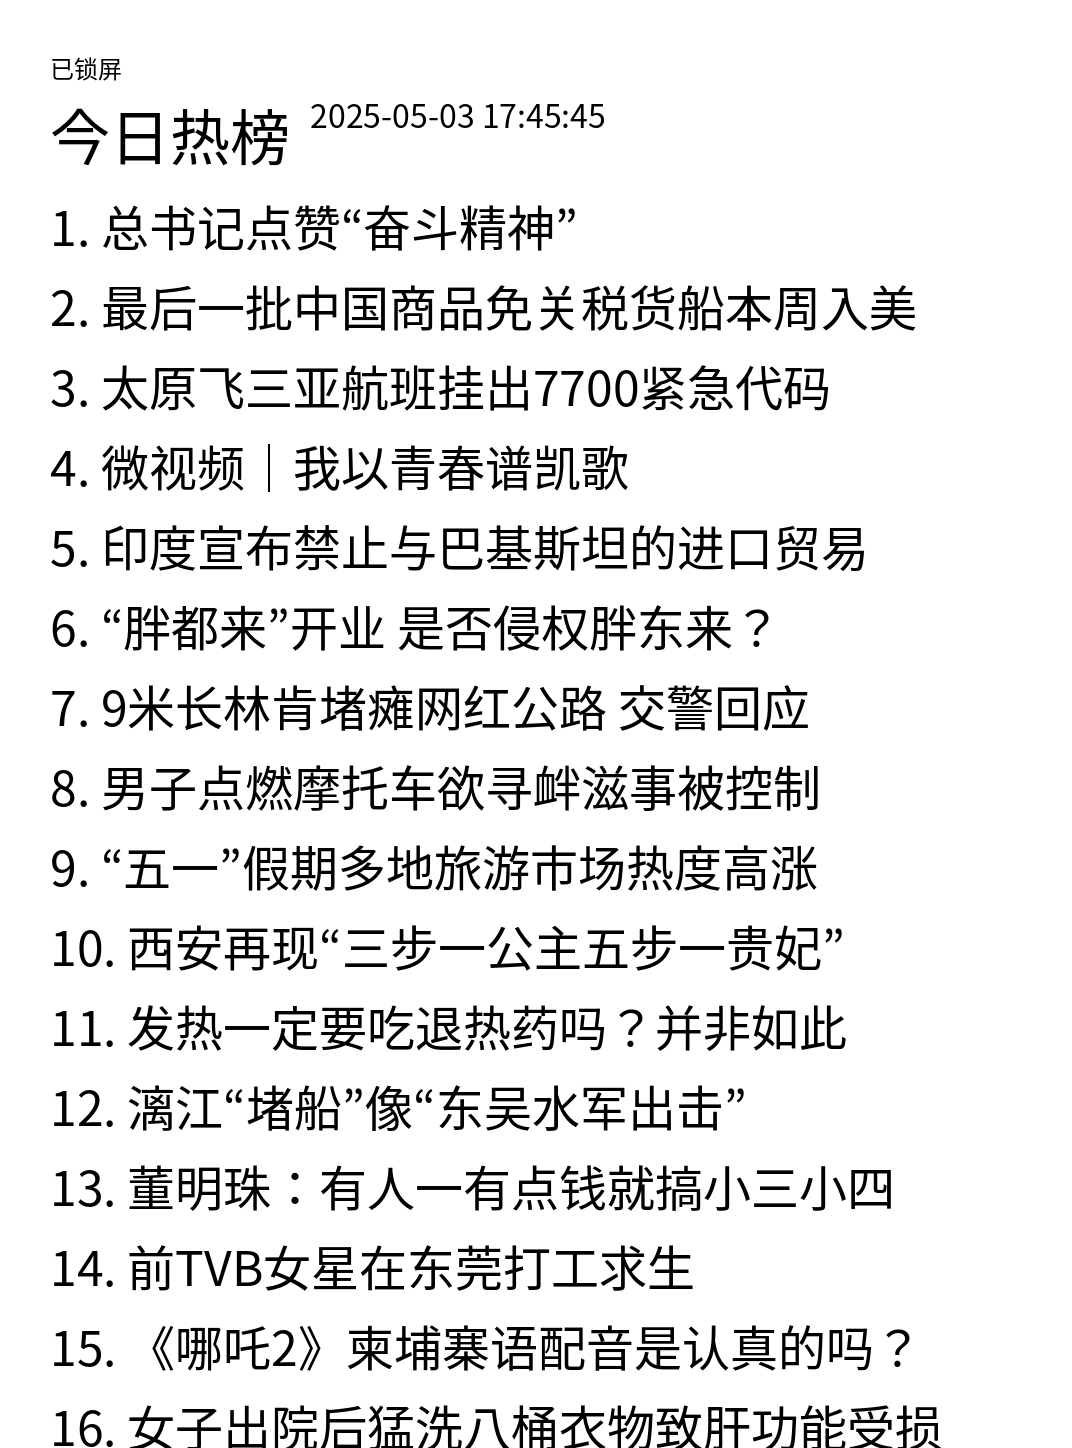 已锁屏
今日热榜 2025-05-03 17:45:45
1. 总书记点赞“奋斗精神”
2. 最后一批中国商品免关税货船本周入美
3. 太原飞三亚航班挂出7700紧急代码
4. 微视频｜我以青春谱凯歌
5. 印度宣布禁止与巴基斯坦的进口贸易
6. “胖都来”开业 是否侵权胖东来？
7. 9米长林肯堵瘫网红公路 交警回应
8. 男子点燃摩托车欲寻衅滋事被控制
9. “五一”假期多地旅游市场热度高涨
10. 西安再现“三步一公主五步一贵妃”
11. 发热一定要吃退热药吗？并非如此
12. 漓江“堵船”像“东吴水军出击”
13. 董明珠：有人一有点钱就搞小三小四
14. 前TVB女星在东莞打工求生
15. 《哪吒2》柬埔寨语配音是认真的吗？
16. 女子出院后猛洗八桶衣物致肝功能受损